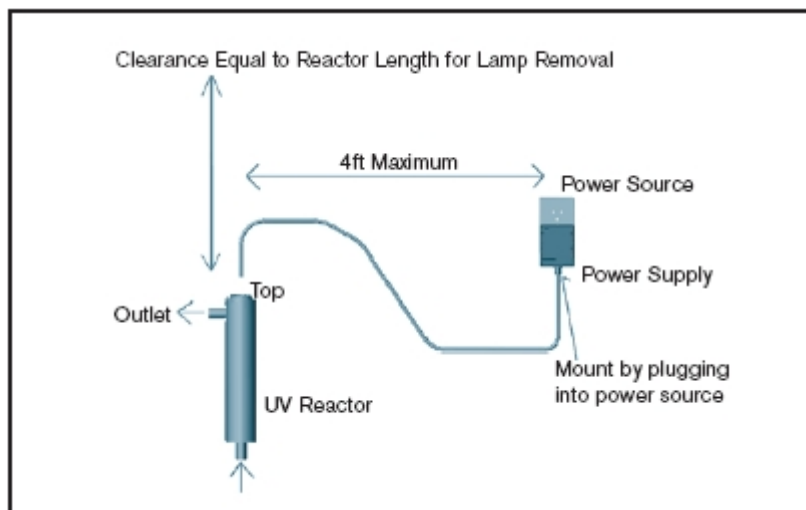 Clearance Equal to Reactor Length for Lamp Removal
4ft Maximum
Power Source
Power Supply
Top
Outlet
Mount by plugging
into power source
UV Reactor